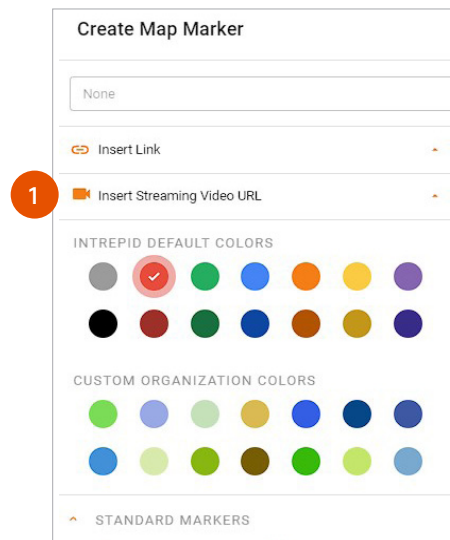 Create Map Marker
None
Insert Link
1
Insert Streaming Video URL
INTREPID DEFAULT COLORS
CUSTOM ORGANIZATION COLORS
STANDARD MARKERS